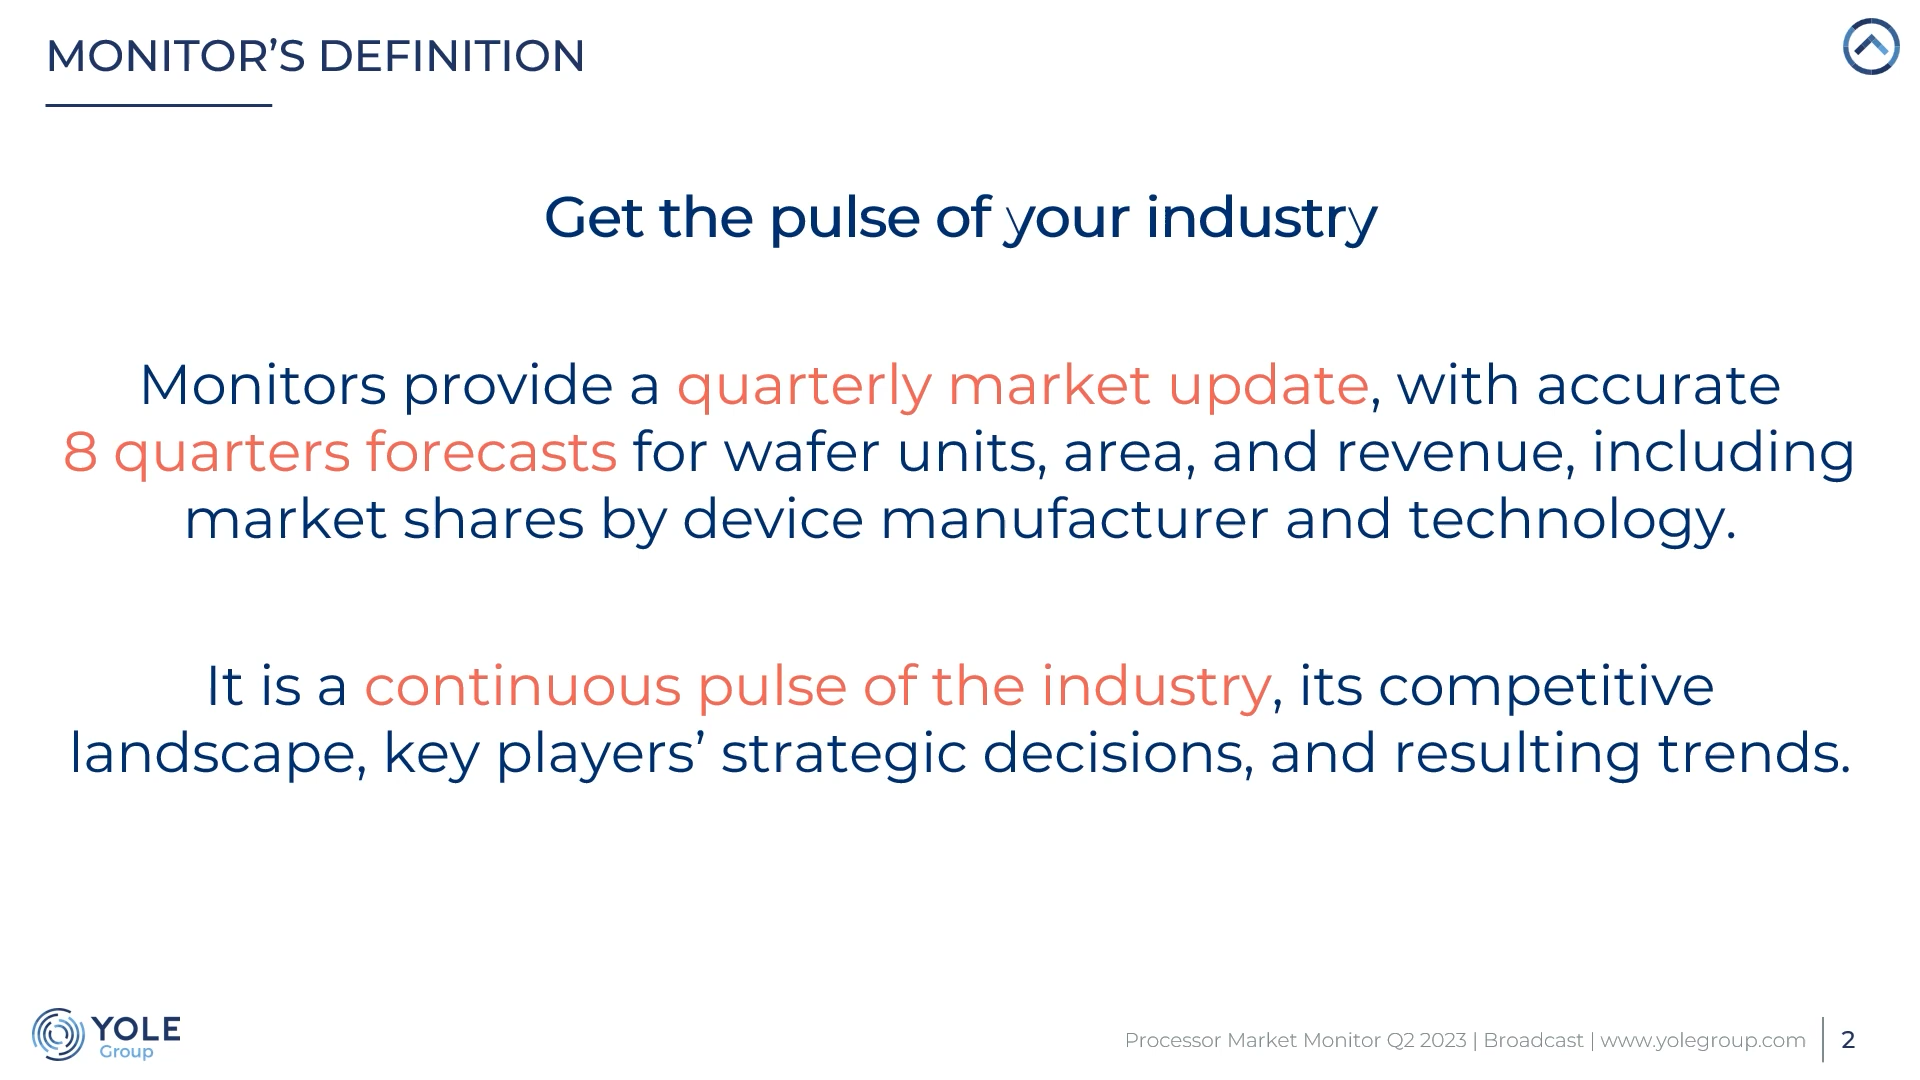 MONITOR’S DEFINITION
Get the pulse of your industry
Monitors provide a quarterly market update, with accurate
8 quarters forecasts for wafer units, area, and revenue, including
market shares by device manufacturer and technology.
It is a continuous pulse of the industry, its competitive
landscape, key players’ strategic decisions, and resulting trends.
YOLE
Group
Processor Market Monitor Q2 2023 | Broadcast | www.yolegroup.com
2